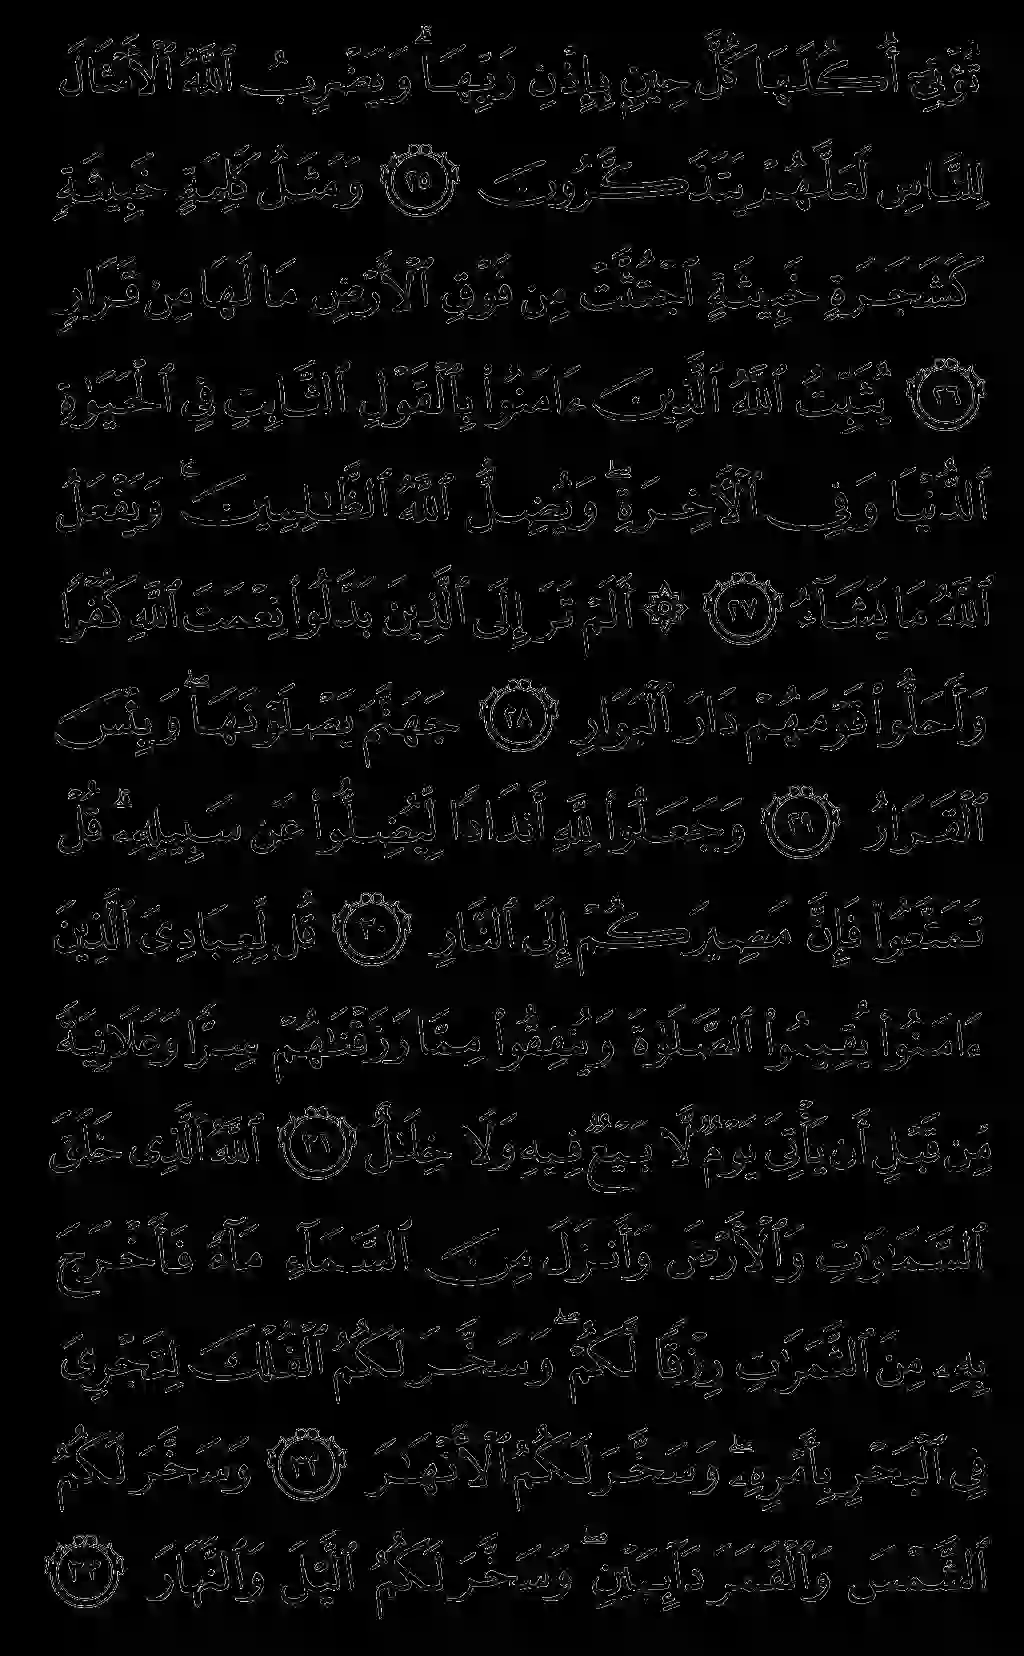 تُؤْتِىٓ أُكُلَهَا كُلَّ حِينٍۭ بِإِذْنِ رَبِّهَا ۗ وَيَضْرِبُ ٱللَّهُ ٱلْأَمْثَالَ
لِلنَّاسِ لَعَلَّهُمْ يَتَذَكَّرُونَ ٢٥ وَمَثَلُ كَلِمَةٍ خَبِيثَةٍ
كَشَجَرَةٍ خَبِيثَةٍ ٱجْتُثَّتْ مِن فَوْقِ ٱلْأَرْضِ مَا لَهَا مِن قَرَارٍ
٢٦ يُثَبِّتُ ٱللَّهُ ٱلَّذِينَ ءَامَنُوا۟ بِٱلْقَوْلِ ٱلثَّابِتِ فِى ٱلْحَيَوٰةِ
ٱلدُّنْيَا وَفِى ٱلْـَٔاخِرَةِ ۖ وَيُضِلُّ ٱللَّهُ ٱلظَّـٰلِمِينَ ۚ وَيَفْعَلُ
ٱللَّهُ مَا يَشَآءُ ٢٧ ۞ أَلَمْ تَرَ إِلَى ٱلَّذِينَ بَدَّلُوا۟ نِعْمَتَ ٱللَّهِ كُفْرًا
وَأَحَلُّوا۟ قَوْمَهُمْ دَارَ ٱلْبَوَارِ ٢٨ جَهَنَّمَ يَصْلَوْنَهَا ۖ وَبِئْسَ
ٱلْقَرَارُ ٢٩ وَجَعَلُوا۟ لِلَّهِ أَندَادًا لِّيُضِلُّوا۟ عَن سَبِيلِهِۦ ۗ قُلْ
تَمَتَّعُوا۟ فَإِنَّ مَصِيرَكُمْ إِلَى ٱلنَّارِ ٣٠ قُل لِّعِبَادِىَ ٱلَّذِينَ
ءَامَنُوا۟ يُقِيمُوا۟ ٱلصَّلَوٰةَ وَيُنفِقُوا۟ مِمَّا رَزَقْنَـٰهُمْ سِرًّا وَعَلَانِيَةً
مِّن قَبْلِ أَن يَأْتِىَ يَوْمٌ لَّا بَيْعٌ فِيهِ وَلَا خِلَـٰلٌ ٣١ ٱللَّهُ ٱلَّذِى خَلَقَ
ٱلسَّمَـٰوَٰتِ وَٱلْأَرْضَ وَأَنزَلَ مِنَ ٱلسَّمَآءِ مَآءً فَأَخْرَجَ
بِهِۦ مِنَ ٱلثَّمَرَٰتِ رِزْقًا لَّكُمْ ۖ وَسَخَّرَ لَكُمُ ٱلْفُلْكَ لِتَجْرِىَ
فِى ٱلْبَحْرِ بِأَمْرِهِۦ ۖ وَسَخَّرَ لَكُمُ ٱلْأَنْهَـٰرَ ٣٢ وَسَخَّرَ لَكُمُ
ٱلشَّمْسَ وَٱلْقَمَرَ دَآئِبَيْنِ ۖ وَسَخَّرَ لَكُمُ ٱلَّيْلَ وَٱلنَّهَارَ ٣٣